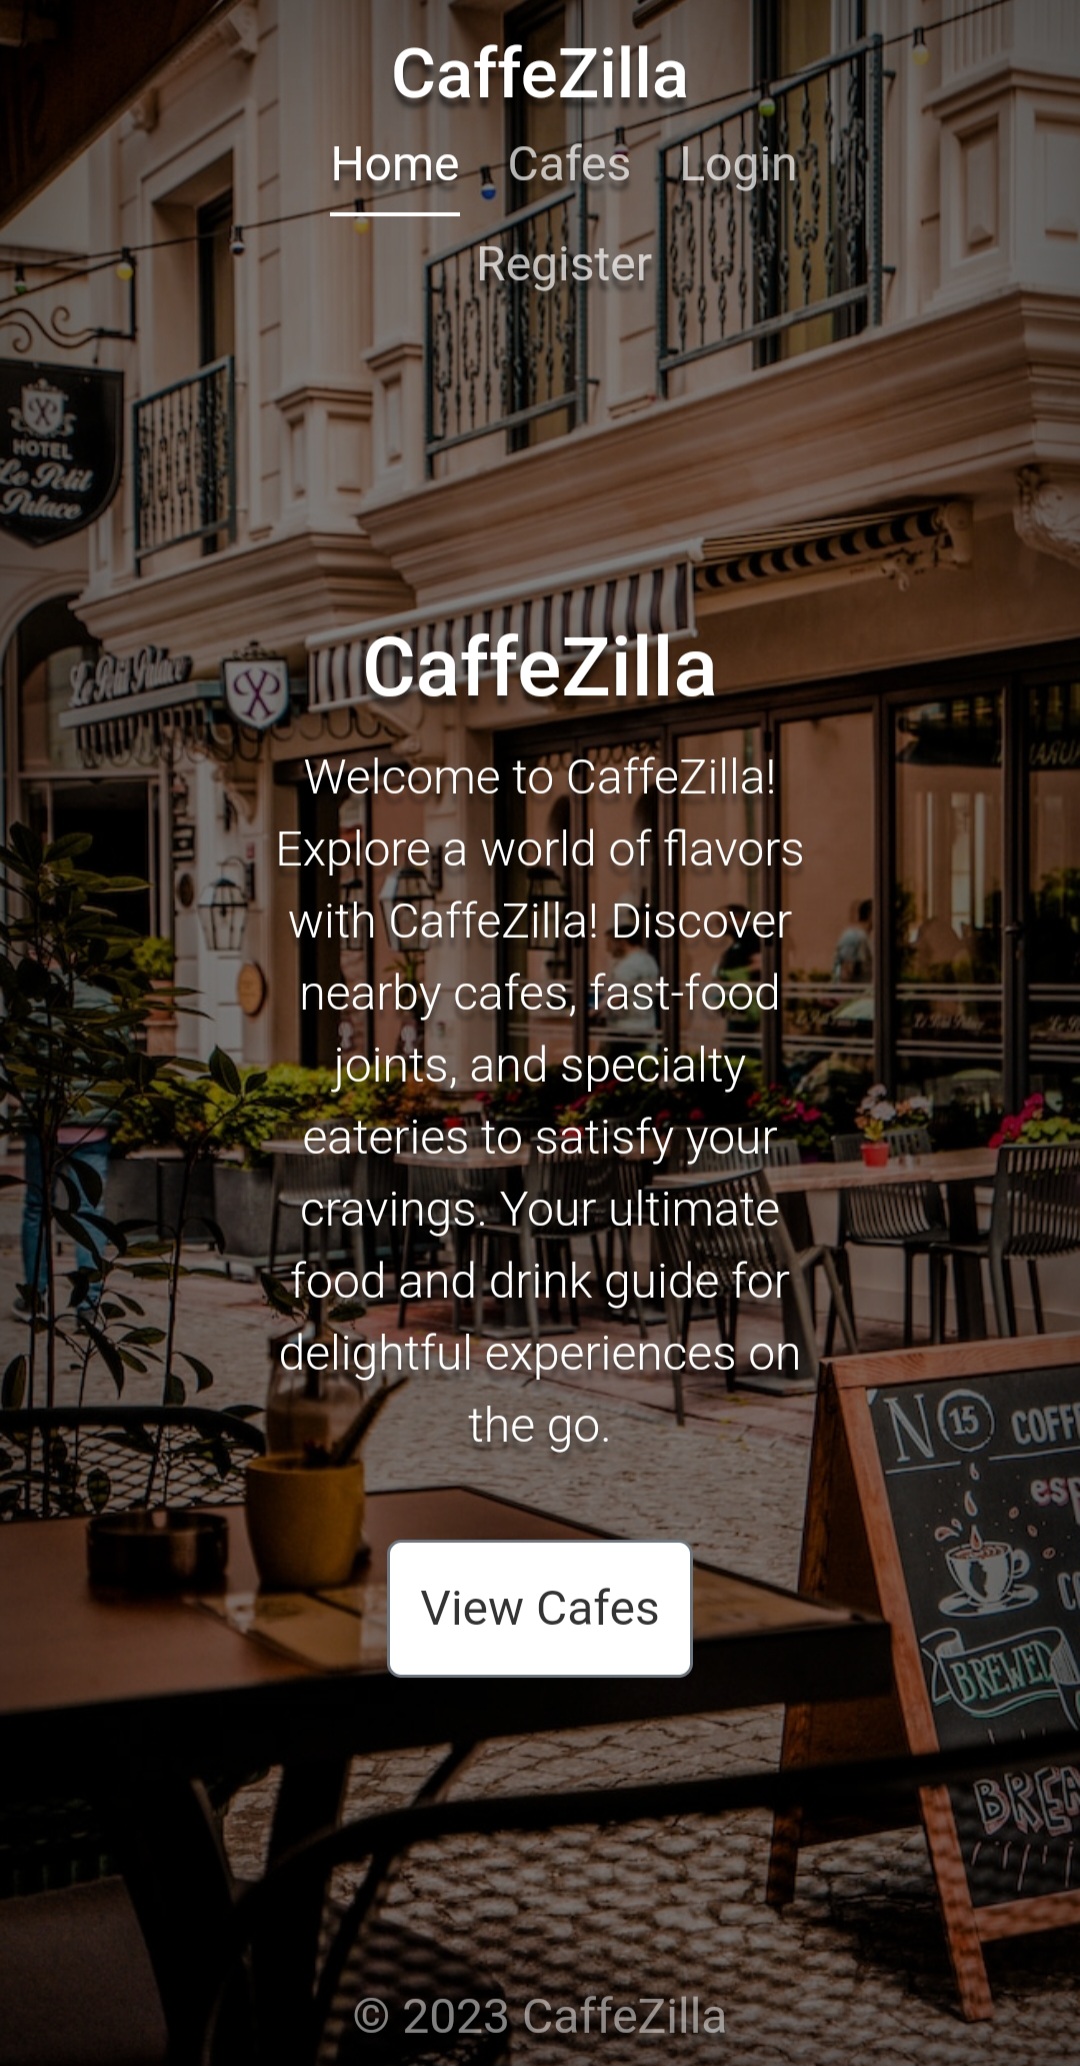 CaffeZilla
Home Cafes Login
Register
HOTEL
Le Petit
Palace
CaffeZilla
Le Petit Palace
Welcome to CaffeZilla!
Explore a world of flavors
with CaffeZilla! Discover
nearby cafes, fast-food
joints, and specialty
eateries to satisfy your
cravings. Your ultimate
food and drink guide for
delightful experiences on
the go.
N 15 COFF
esp
View Cafes
BREWED
BREA
© 2023 CaffeZilla